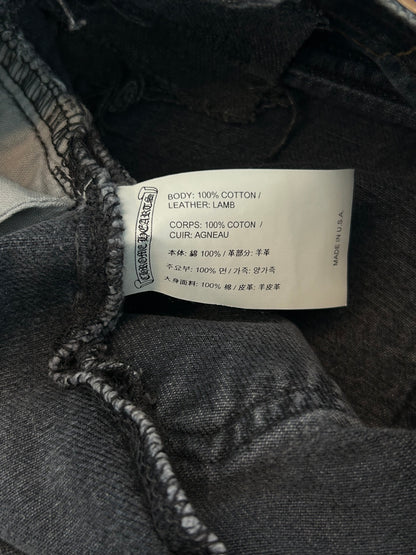 CHROME HEARTS
BODY: 100% COTTON /
LEATHER: LAMB
CORPS: 100% COTON /
CUIR: AGNEAU
本体: 綿 100% / 革部分: 羊革
주요부: 100% 면 / 가죽: 양가죽
大身面料: 100% 棉 / 皮革: 羊皮革
MADE IN U.S.A.